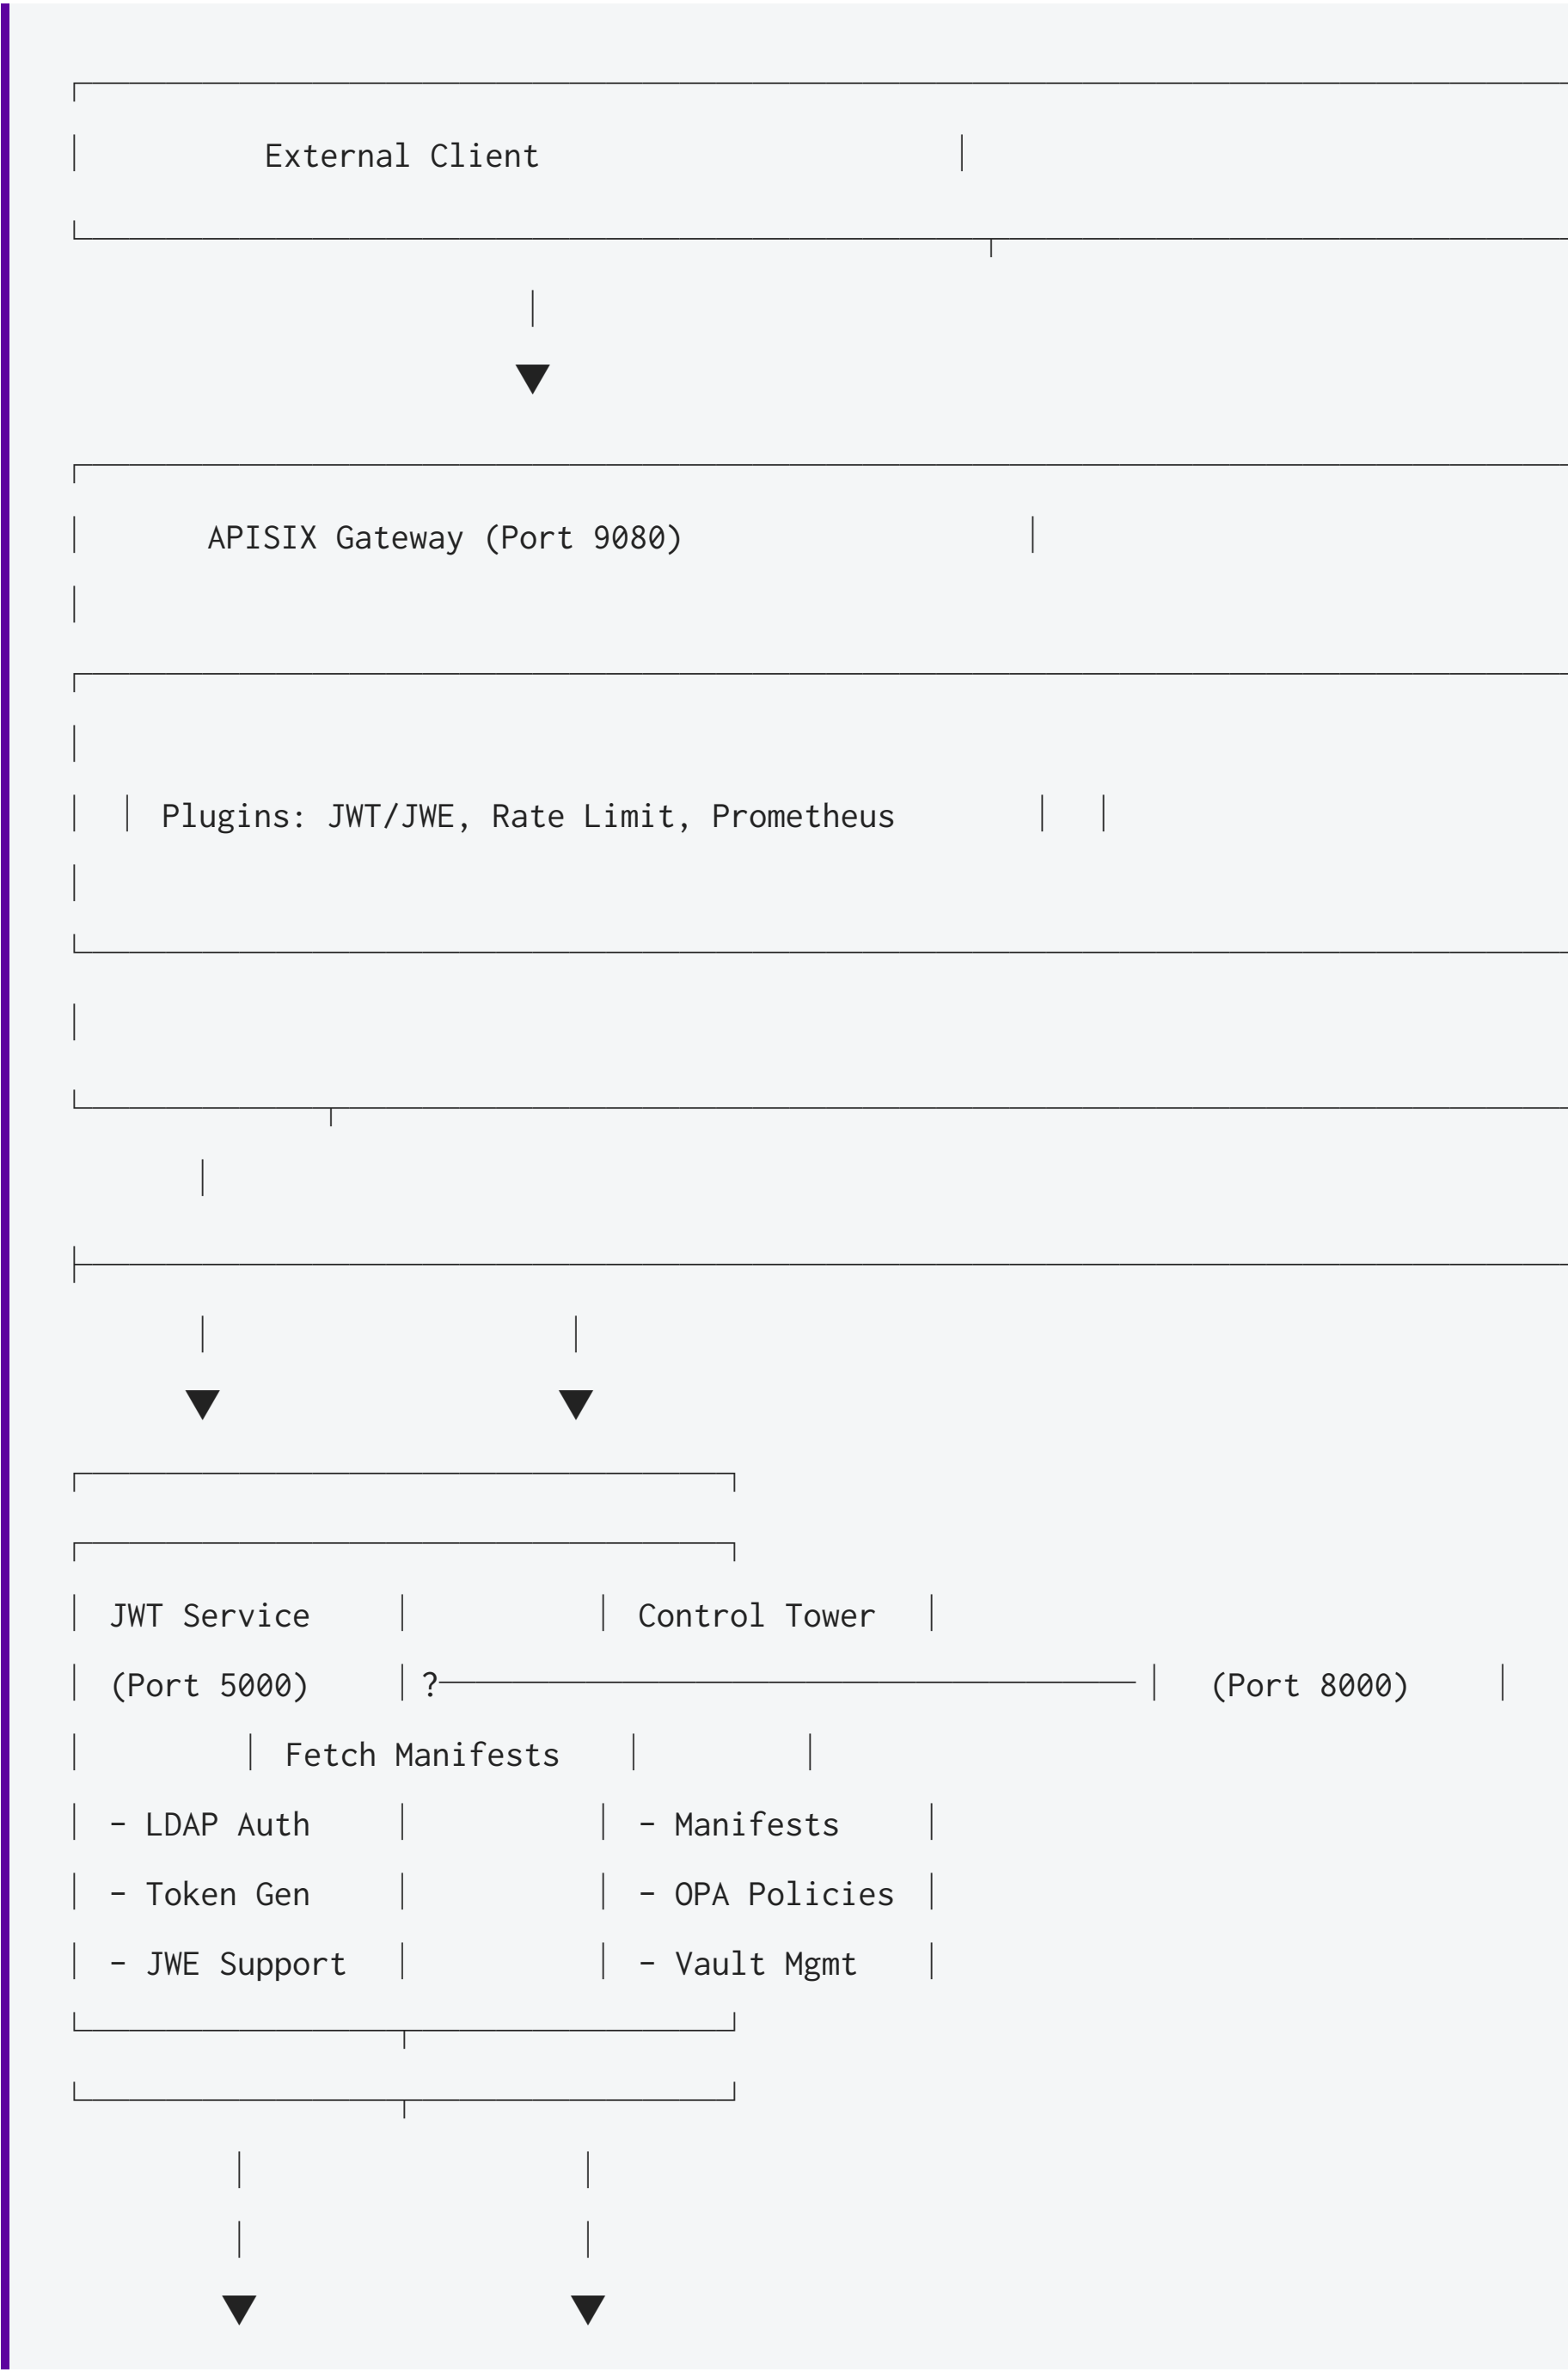 External Client
APISIX Gateway (Port 9080)
Plugins: JWT/JWE, Rate Limit, Prometheus
JWT Service Control Tower
(Port 5000) ? (Port 8000)
Fetch Manifests
- LDAP Auth - Manifests
- Token Gen - OPA Policies
- JWE Support - Vault Mgmt